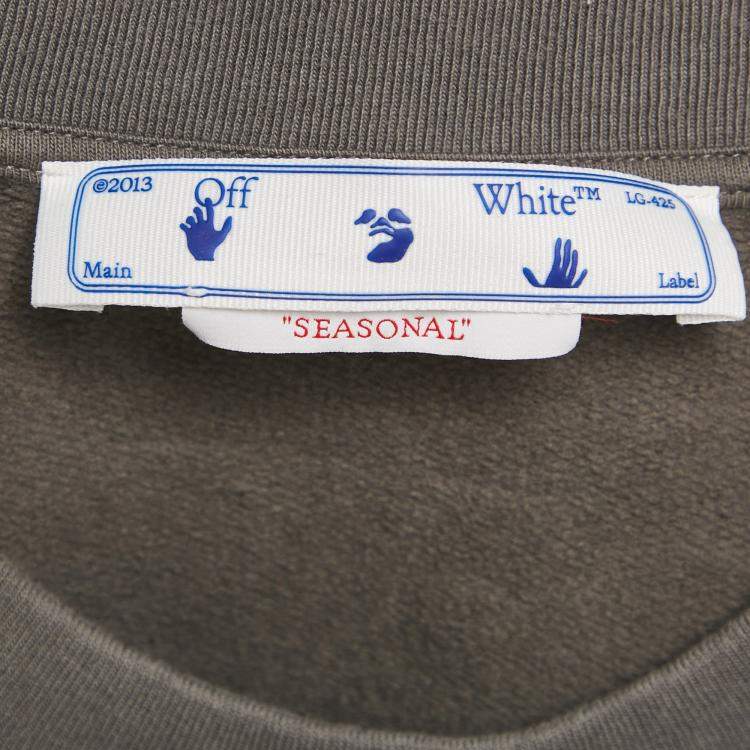 ©2013 Off White™ LG-425
Main Label
"SEASONAL"